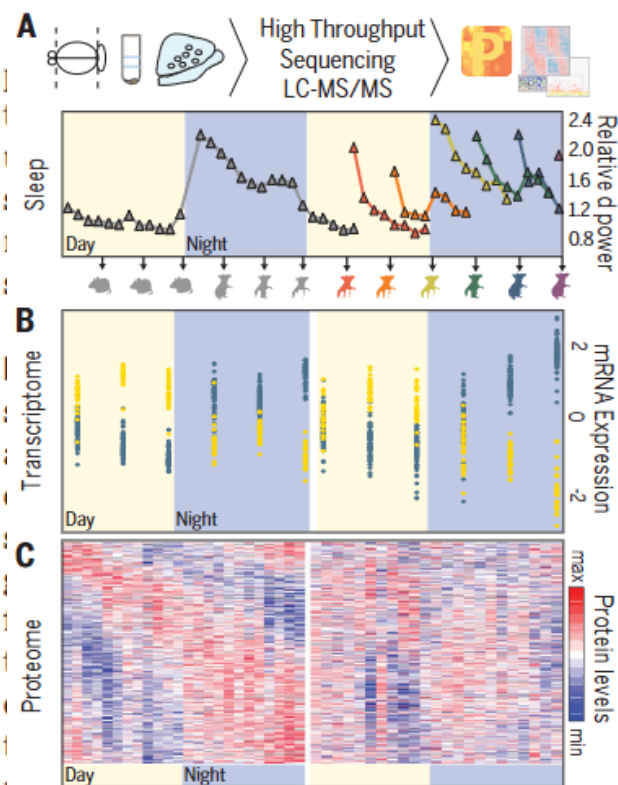 A
High Throughput
Sequencing
LC-MS/MS
P
Sleep
Day
Night
2.4
2.0
1.6
1.2
0.8
Relative d power
B
Transcriptome
Day
Night
2
0
-2
mRNA Expression
C
Proteome
Day
Night
max
min
Protein levels